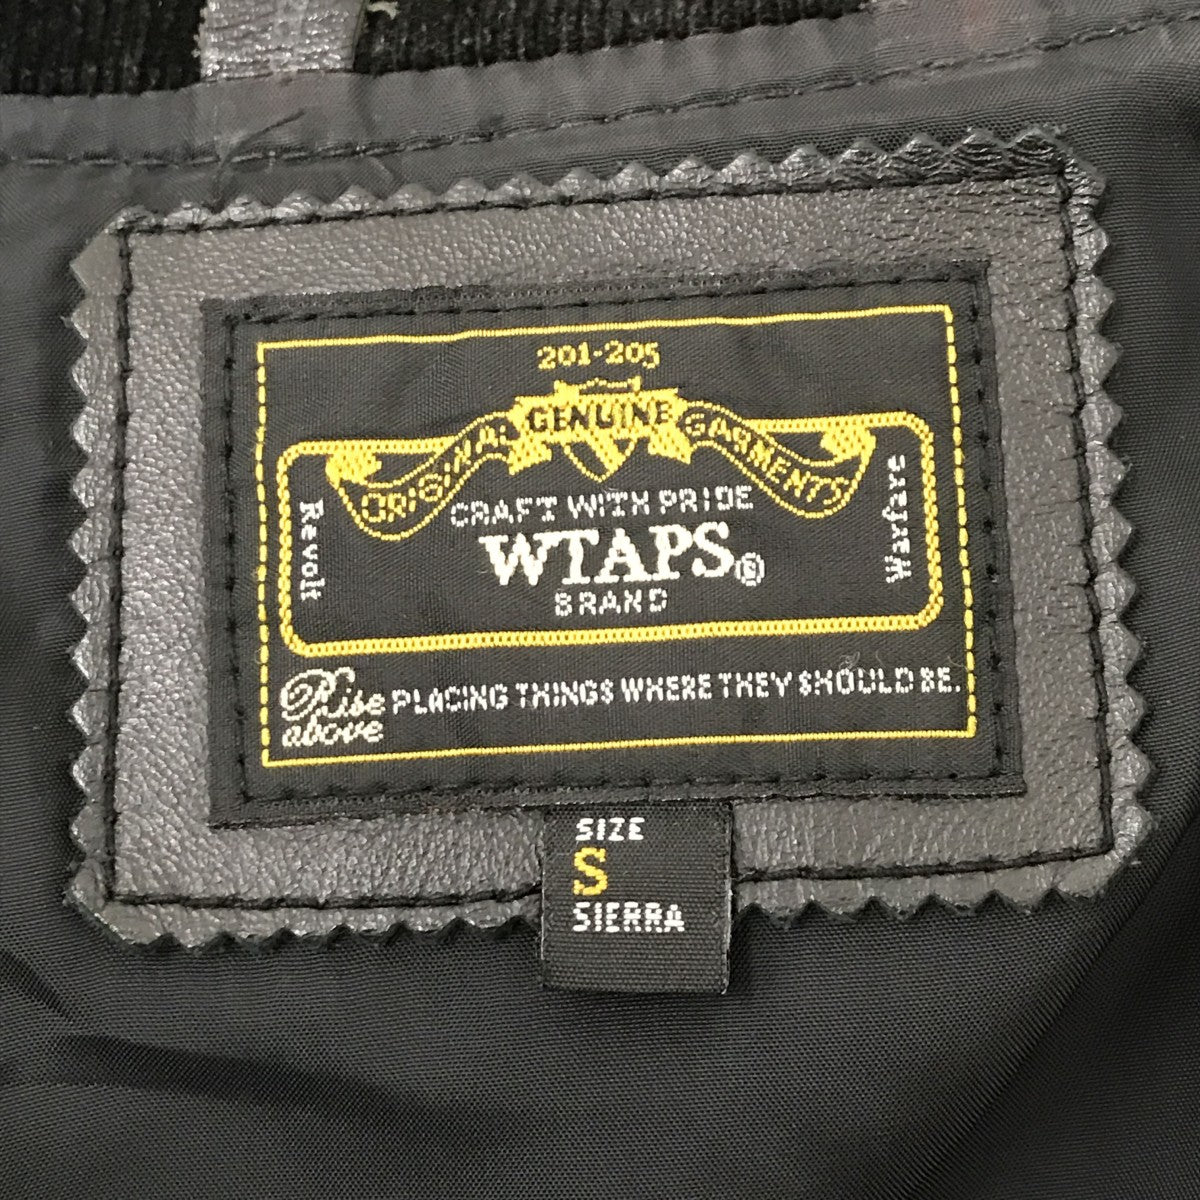 201-205
ORIGINAL GENUINE GARMENTS
CRAFT WITH PRIDE
WTAPS®
BRAND
Revolt
Warfare
Rise above
PLACING THINGS WHERE THEY SHOULD BE.
SIZE
S
SIERRA